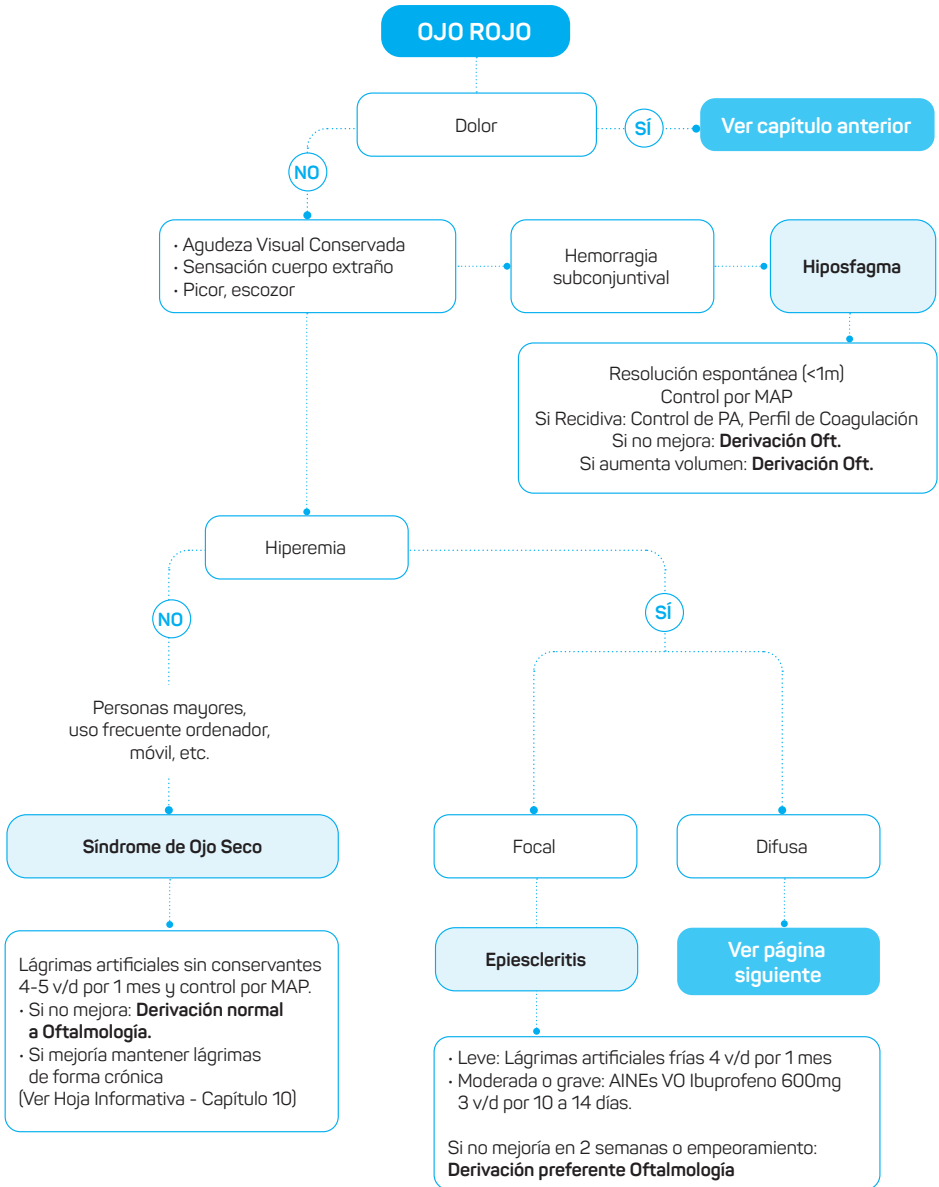 OJO ROJO
Dolor
SÍ
Ver capítulo anterior
NO
· Agudeza Visual Conservada
· Sensación cuerpo extraño
· Picor, escozor
Hemorragia
subconjuntival
Hiposfagma
Resolución espontánea (<1m)
Control por MAP
Si Recidiva: Control de PA, Perfil de Coagulación
Si no mejora: Derivación Oft.
Si aumenta volumen: Derivación Oft.
Hiperemia
NO
SÍ
Personas mayores,
uso frecuente ordenador,
móvil, etc.
Síndrome de Ojo Seco
Lágrimas artificiales sin conservantes
4-5 v/d por 1 mes y control por MAP.
· Si no mejora: Derivación normal
a Oftalmología.
· Si mejoría mantener lágrimas
de forma crónica
(Ver Hoja Informativa - Capítulo 10)
Focal
Difusa
Epiescleritis
Ver página
siguiente
· Leve: Lágrimas artificiales frías 4 v/d por 1 mes
· Moderada o grave: AINEs VO Ibuprofeno 600mg
3 v/d por 10 a 14 días.
Si no mejoría en 2 semanas o empeoramiento:
Derivación preferente Oftalmología